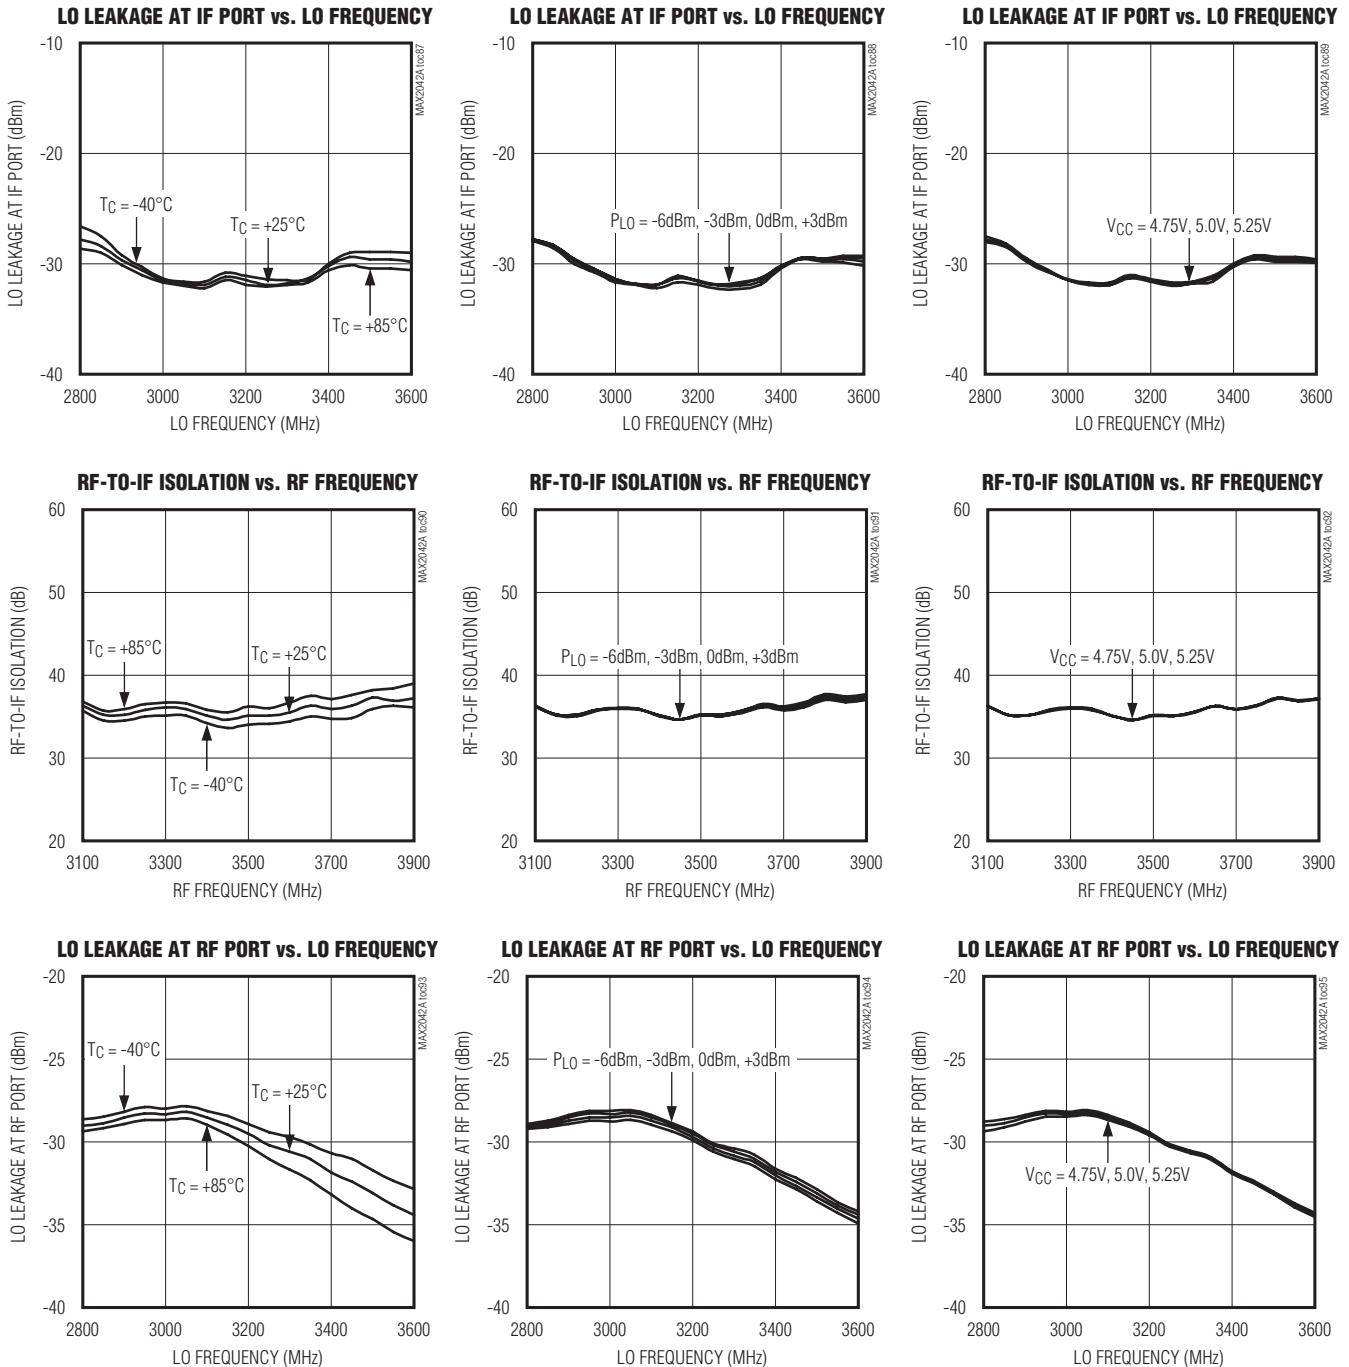 LO LEAKAGE AT IF PORT vs. LO FREQUENCY
MAX2042A toc87
LO LEAKAGE AT IF PORT (dBm)
-10
-20
-30
-40
TC = -40°C
TC = +25°C
TC = +85°C
2800 3000 3200 3400 3600
LO FREQUENCY (MHz)
LO LEAKAGE AT IF PORT vs. LO FREQUENCY
MAX2042A toc88
LO LEAKAGE AT IF PORT (dBm)
-10
-20
-30
-40
PLO = -6dBm, -3dBm, 0dBm, +3dBm
2800 3000 3200 3400 3600
LO FREQUENCY (MHz)
LO LEAKAGE AT IF PORT vs. LO FREQUENCY
MAX2042A toc89
LO LEAKAGE AT IF PORT (dBm)
-10
-20
-30
-40
VCC = 4.75V, 5.0V, 5.25V
2800 3000 3200 3400 3600
LO FREQUENCY (MHz)
RF-TO-IF ISOLATION vs. RF FREQUENCY
MAX2042A toc90
RF-TO-IF ISOLATION (dB)
60
50
40
30
20
TC = +85°C
TC = +25°C
TC = -40°C
3100 3300 3500 3700 3900
RF FREQUENCY (MHz)
RF-TO-IF ISOLATION vs. RF FREQUENCY
MAX2042A toc91
RF-TO-IF ISOLATION (dB)
60
50
40
30
20
PLO = -6dBm, -3dBm, 0dBm, +3dBm
3100 3300 3500 3700 3900
RF FREQUENCY (MHz)
RF-TO-IF ISOLATION vs. RF FREQUENCY
MAX2042A toc92
RF-TO-IF ISOLATION (dB)
60
50
40
30
20
VCC = 4.75V, 5.0V, 5.25V
3100 3300 3500 3700 3900
RF FREQUENCY (MHz)
LO LEAKAGE AT RF PORT vs. LO FREQUENCY
MAX2042A toc93
LO LEAKAGE AT RF PORT (dBm)
-20
-25
-30
-35
-40
TC = -40°C
TC = +25°C
TC = +85°C
2800 3000 3200 3400 3600
LO FREQUENCY (MHz)
LO LEAKAGE AT RF PORT vs. LO FREQUENCY
MAX2042A toc94
LO LEAKAGE AT RF PORT (dBm)
-20
-25
-30
-35
-40
PLO = -6dBm, -3dBm, 0dBm, +3dBm
2800 3000 3200 3400 3600
LO FREQUENCY (MHz)
LO LEAKAGE AT RF PORT vs. LO FREQUENCY
MAX2042A toc95
LO LEAKAGE AT RF PORT (dBm)
-20
-25
-30
-35
-40
VCC = 4.75V, 5.0V, 5.25V
2800 3000 3200 3400 3600
LO FREQUENCY (MHz)